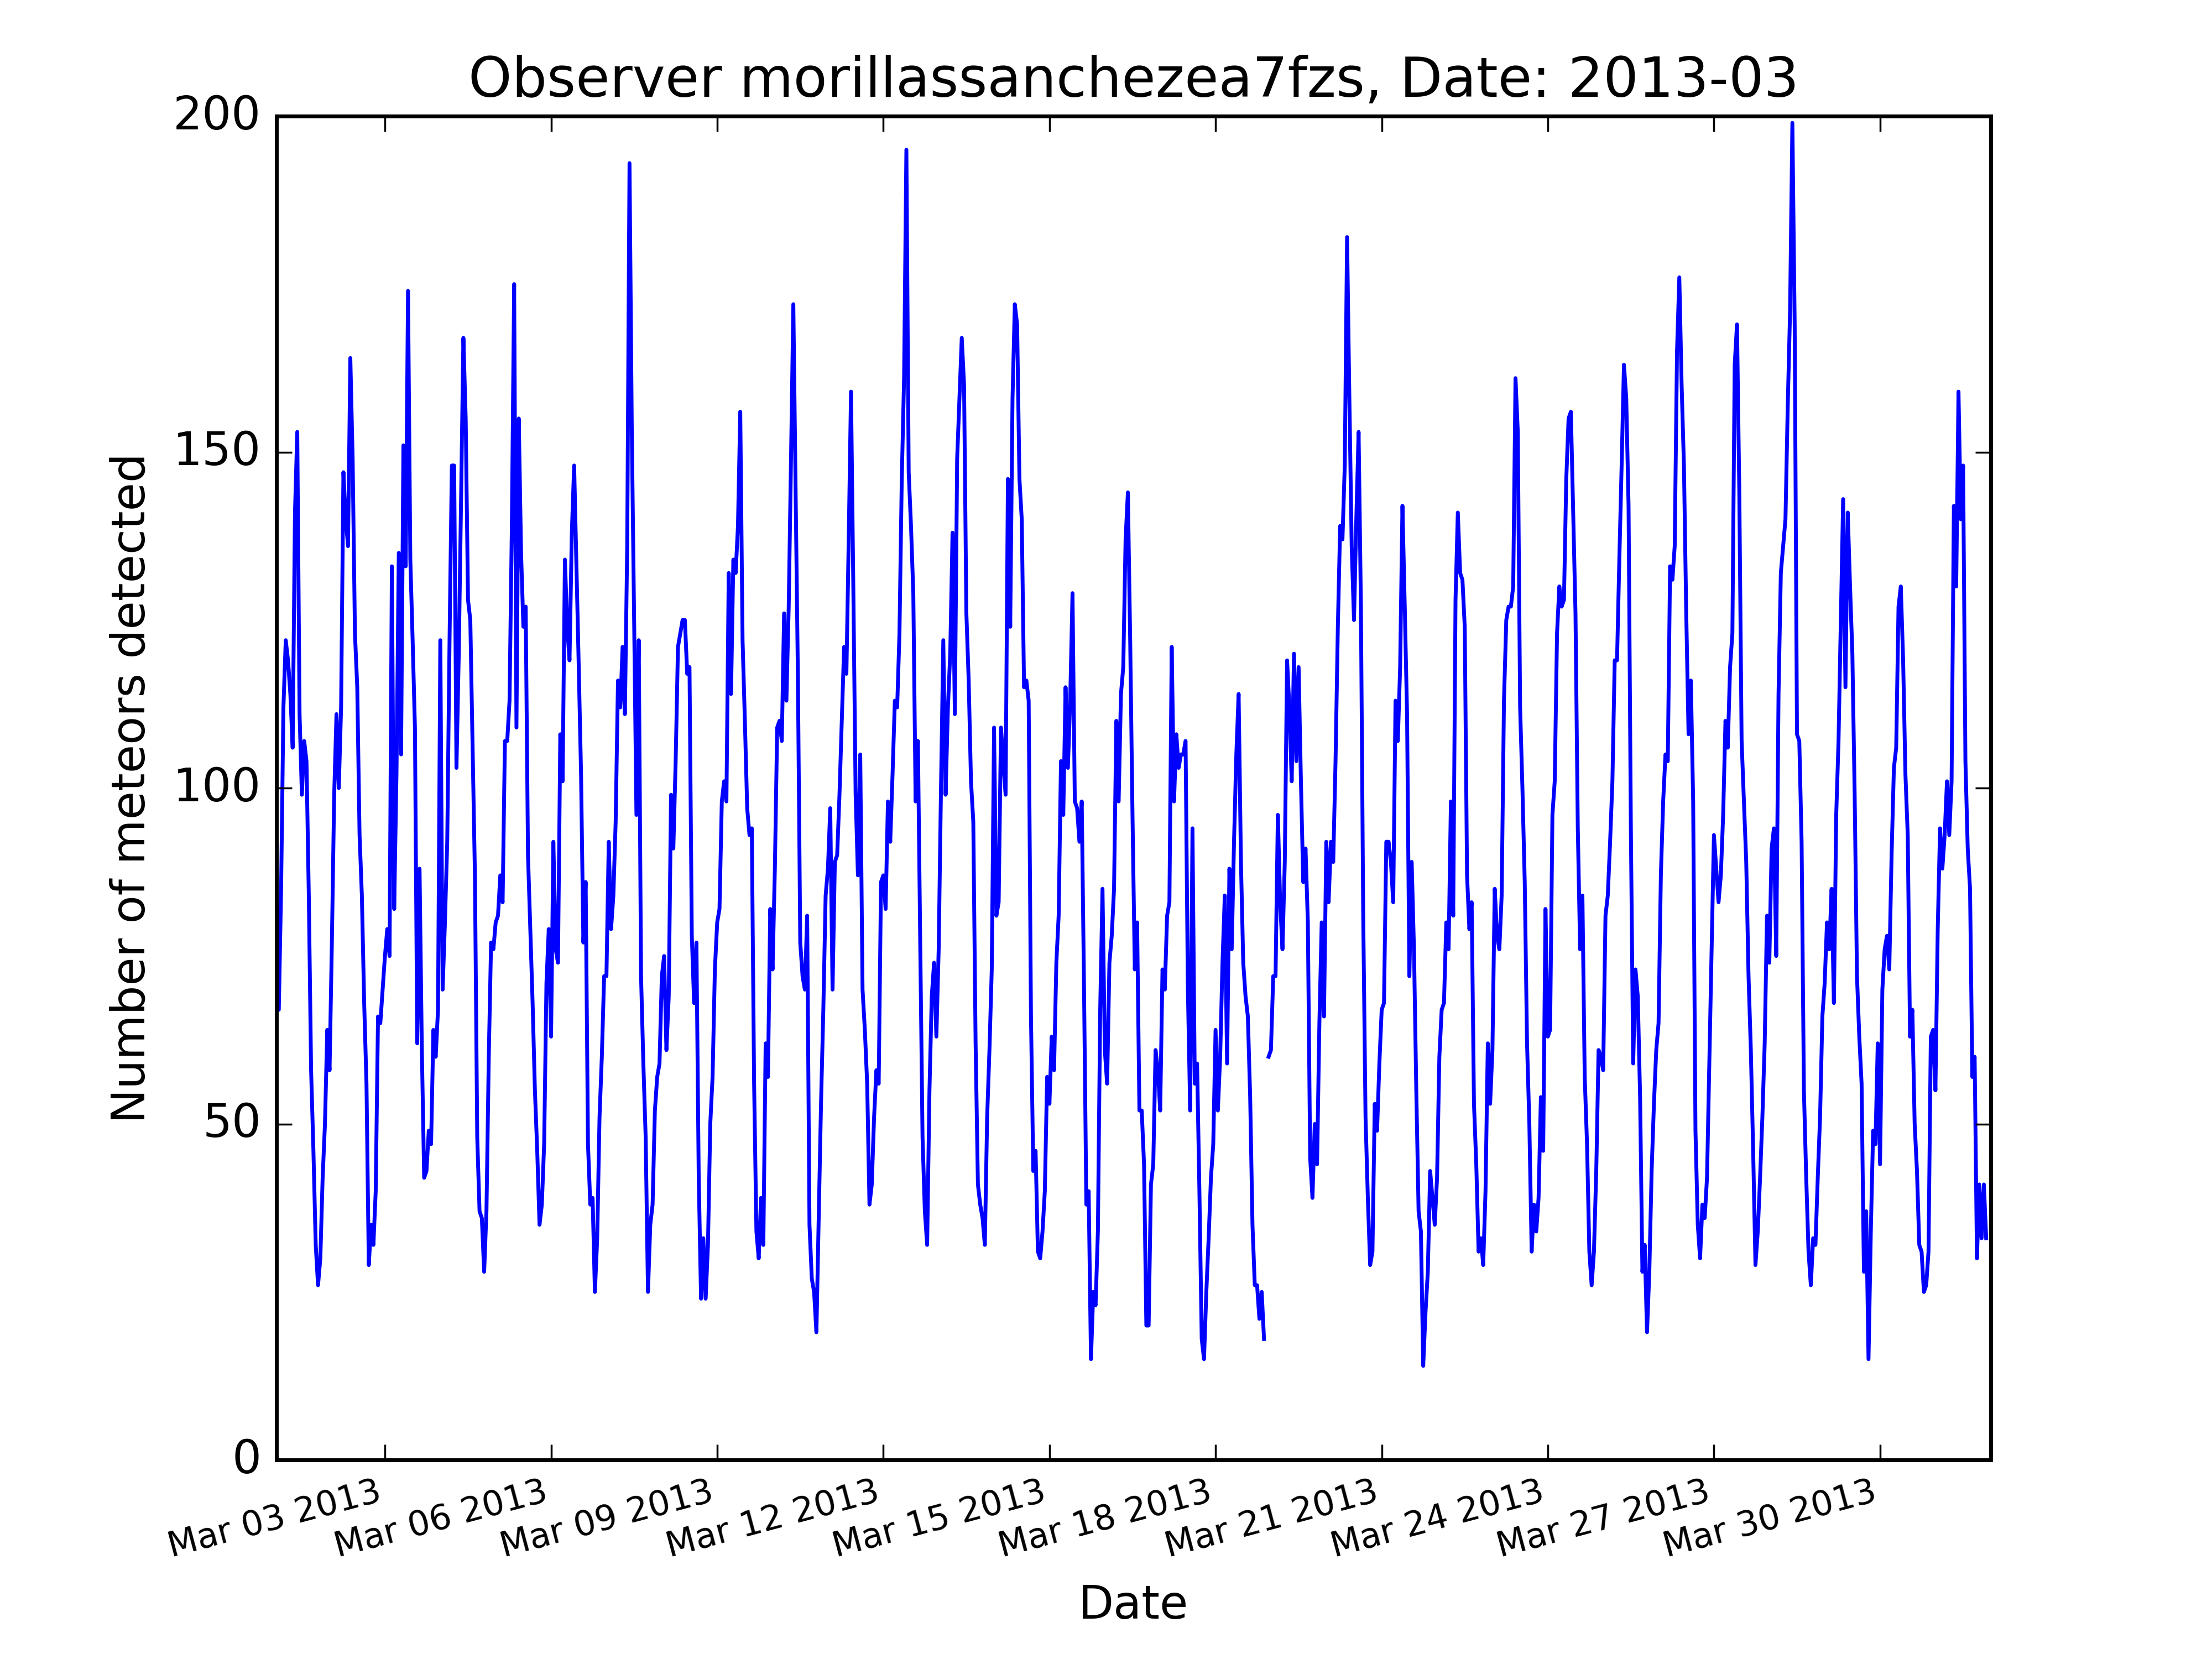 Observer morillassanchezea7fzs, Date: 2013-03
200
150
100
50
0
Number of meteors detected
Mar 03 2013
Mar 06 2013
Mar 09 2013
Mar 12 2013
Mar 15 2013
Mar 18 2013
Mar 21 2013
Mar 24 2013
Mar 27 2013
Mar 30 2013
Date